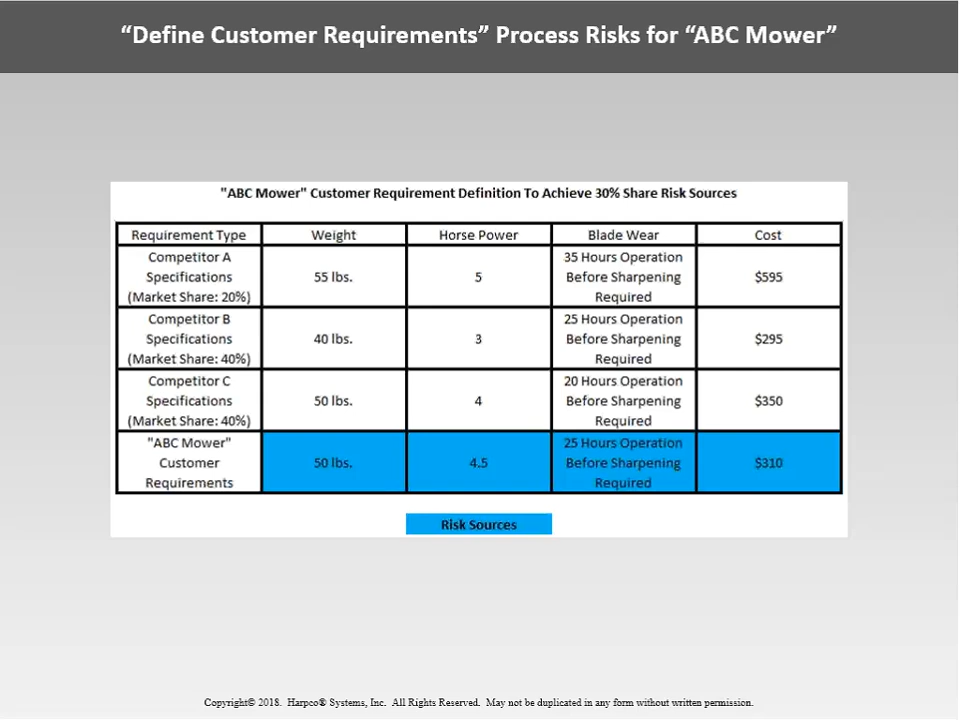 “Define Customer Requirements” Process Risks for “ABC Mower”
"ABC Mower" Customer Requirement Definition To Achieve 30% Share Risk Sources
Requirement Type Weight Horse Power Blade Wear Cost
Competitor A
Specifications
(Market Share: 20%)
55 lbs.
5
35 Hours Operation
Before Sharpening
Required
$595
Competitor B
Specifications
(Market Share: 40%)
40 lbs.
3
25 Hours Operation
Before Sharpening
Required
$295
Competitor C
Specifications
(Market Share: 40%)
50 lbs.
4
20 Hours Operation
Before Sharpening
Required
$350
"ABC Mower"
Customer
Requirements
50 lbs.
4.5
25 Hours Operation
Before Sharpening
Required
$310
Risk Sources
Copyright© 2018. Harpco® Systems, Inc. All Rights Reserved. May not be duplicated in any form without written permission.